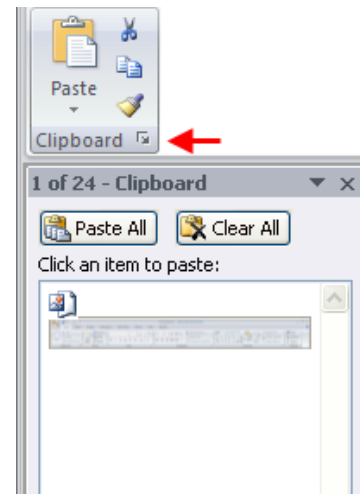 Paste
Clipboard
1 of 24 - Clipboard
Paste All Clear All
Click an item to paste: